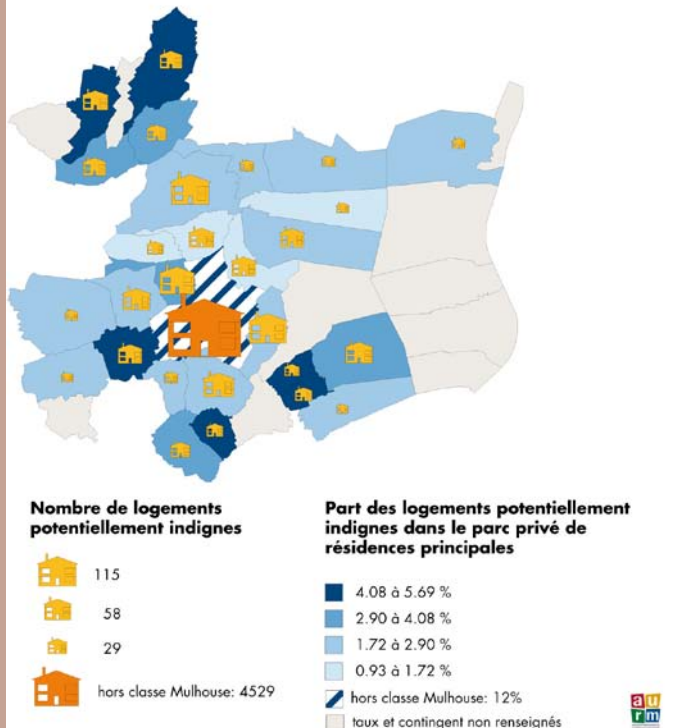 Nombre de logements
potentiellement indignes
115
58
29
hors classe Mulhouse: 4529
Part des logements potentiellement
indignes dans le parc privé de
résidences principales
4.08 à 5.69 %
2.90 à 4.08 %
1.72 à 2.90 %
0.93 à 1.72 %
hors classe Mulhouse: 12%
taux et contingent non renseignés
au
rm